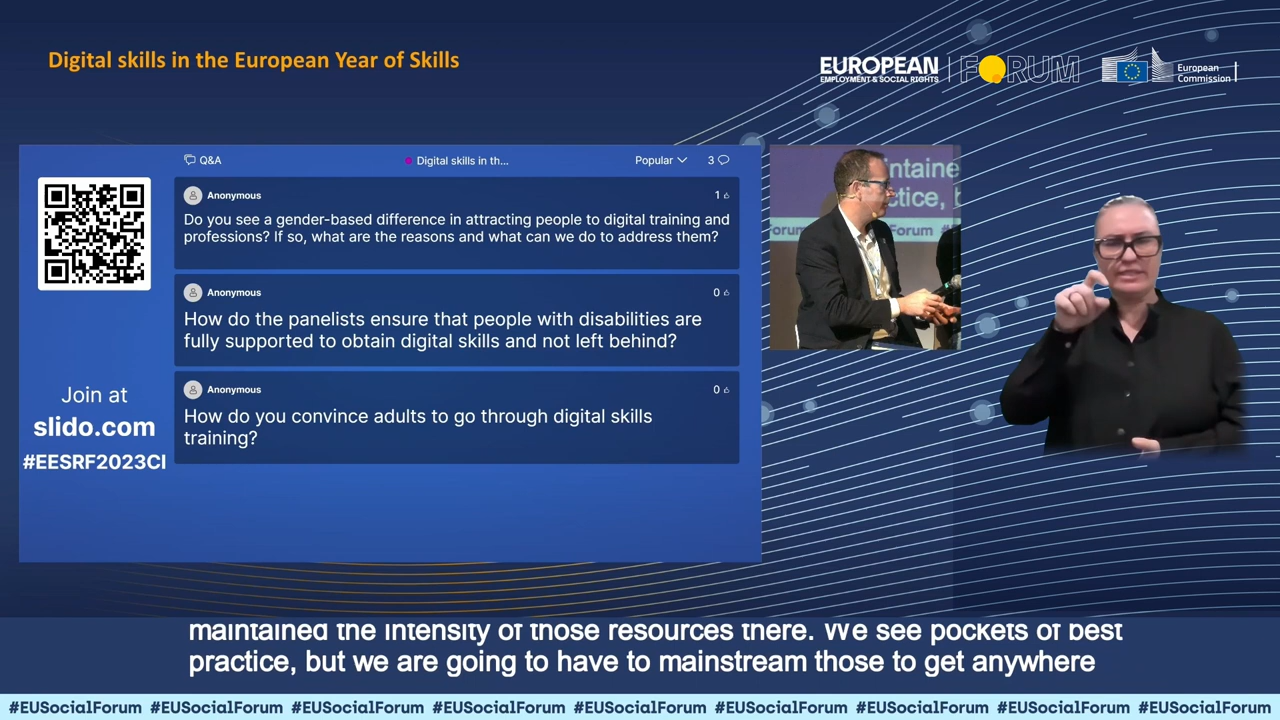 Digital skills in the European Year of Skills
EUROPEAN
EMPLOYMENT & SOCIAL RIGHTS
FORUM
European
Commission
Q&A
Digital skills in th...
Popular
3
Anonymous
1
Do you see a gender-based difference in attracting people to digital training and
professions? If so, what are the reasons and what can we do to address them?
Anonymous
0
How do the panelists ensure that people with disabilities are
fully supported to obtain digital skills and not left behind?
Anonymous
0
How do you convince adults to go through digital skills
training?
Join at
slido.com
#EESRF2023CI
intaine
ctice, b
Forum
Forum #
maintained the intensity of those resources there. We see pockets of best
practice, but we are going to have to mainstream those to get anywhere
#EUSocialForum #EUSocialForum #EUSocialForum #EUSocialForum #EUSocialForum #EUSocialForum #EUSocialForum #EUSocialForum #EUSocialForum